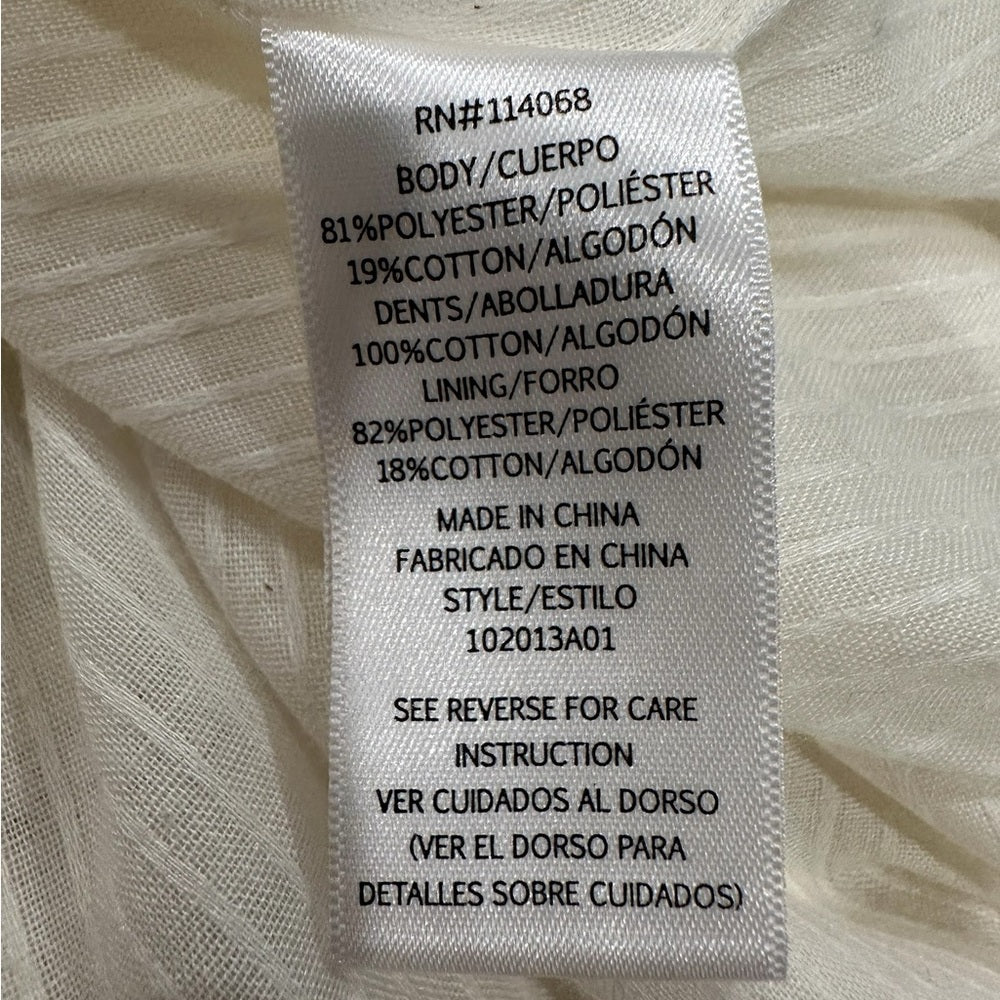 RN#114068
BODY/CUERPO
81%POLYESTER/POLIÉSTER
19%COTTON/ALGODÓN
DENTS/ABOLLADURA
100%COTTON/ALGODÓN
LINING/FORRO
82%POLYESTER/POLIÉSTER
18%COTTON/ALGODÓN
MADE IN CHINA
FABRICADO EN CHINA
STYLE/ESTILO
102013A01
SEE REVERSE FOR CARE
INSTRUCTION
VER CUIDADOS AL DORSO
(VER EL DORSO PARA
DETALLES SOBRE CUIDADOS)